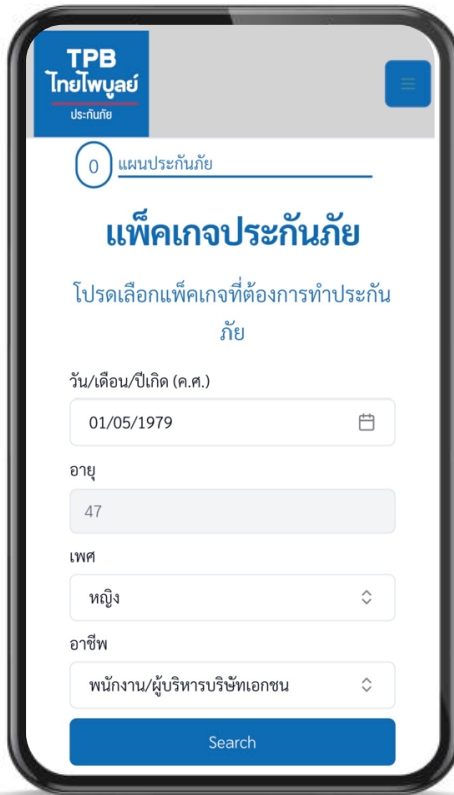 TPB
ไทยไพบูลย์
ประกันภัย
0 แผนประกันภัย
แพ็คเกจประกันภัย
โปรดเลือกแพ็คเกจที่ต้องการทำประกัน
ภัย
วัน/เดือน/ปีเกิด (ค.ศ.)
01/05/1979
อายุ
47
เพศ
หญิง
อาชีพ
พนักงาน/ผู้บริหารบริษัทเอกชน
Search